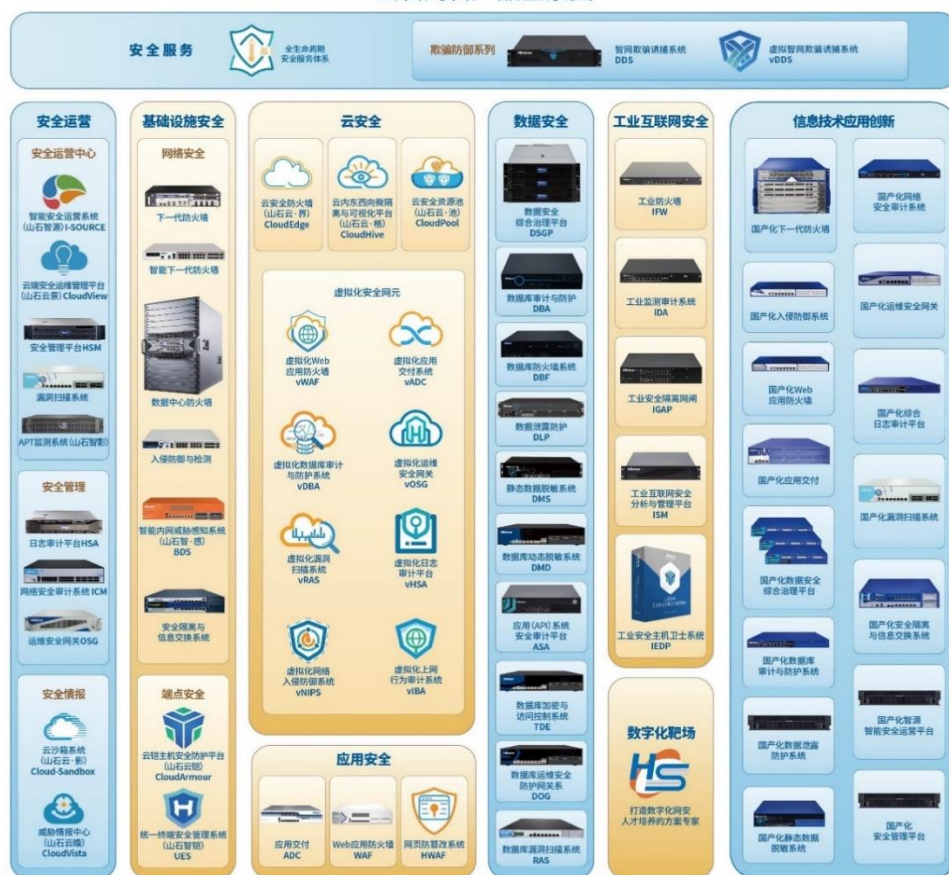 安全服务
全生命周期
安全服务体系
欺骗防御系列
智网欺骗诱捕系统
DDS
虚拟智网欺骗诱捕系统
vDDS
安全运营
安全运营中心
智能安全运营系统
(山石智源) I-SOURCE
云端安全运维管理平台
(山石云景) CloudView
安全管理平台HSM
漏洞扫描系统
APT监测系统(山石智影)
安全管理
日志审计平台HSA
网络安全审计系统 ICM
运维安全网关OSG
安全情报
云沙箱系统
(山石云·影)
Cloud-Sandbox
威胁情报中心
(山石云瞻)
CloudVista
基础设施安全
网络安全
下一代防火墙
智能下一代防火墙
数据中心防火墙
入侵防御与检测
智能内网威胁感知系统
(山石智·感)
BDS
安全隔离与
信息交换系统
端点安全
云铠主机安全防护平台
(山石云铠)
CloudArmour
统一终端安全管理系统
(山石智铠)
UES
云安全
云安全防火墙
(山石云·界)
CloudEdge
云内东西向微隔
离与可视化平台
(山石云·格)
CloudHive
云安全资源池
(山石云·池)
CloudPool
虚拟化安全网元
虚拟化Web
应用防火墙
vWAF
虚拟化应用
交付系统
vADC
虚拟化数据库审计
与防护系统
vDBA
虚拟化运维
安全网关
vOSG
虚拟化漏洞
扫描系统
vRAS
虚拟化日志
审计平台
vHSA
虚拟化网络
入侵防御系统
vNIPS
虚拟化上网
行为审计系统
vIBA
应用安全
应用交付
ADC
Web应用防火墙
WAF
网页防篡改系统
HWAF
数据安全
数据安全
综合治理平台
DSGP
数据库审计与防护
DBA
数据库防火墙系统
DBF
数据泄露防护
DLP
静态数据脱敏系统
DMS
数据库动态脱敏系统
DMD
应用(API)系统
安全审计平台
ASA
数据库加密与
访问控制系统
TDE
数据库运维安全
防护网关系
DOG
数据库漏洞扫描系统
RAS
工业互联网安全
工业防火墙
IFW
工业监测审计系统
IDA
工业安全隔离网闸
IGAP
工业互联网安全
分析与管理平台
ISM
工业安全主机卫士系统
IEDP
数字化靶场
HS
打造数字化网安
人才培养的方案专家
信息技术应用创新
国产化下一代防火墙
国产化入侵防御系统
国产化Web
应用防火墙
国产化应用交付
国产化数据安全
综合治理平台
国产化数据库
审计与防护系统
国产化数据泄露
防护系统
国产化静态数据
脱敏系统
国产化网络
安全审计系统
国产化运维安全网关
国产化综合
日志审计平台
国产化漏洞扫描系统
国产化安全隔离
与信息交换系统
国产化智源
智能安全运营平台
国产化
安全管理平台